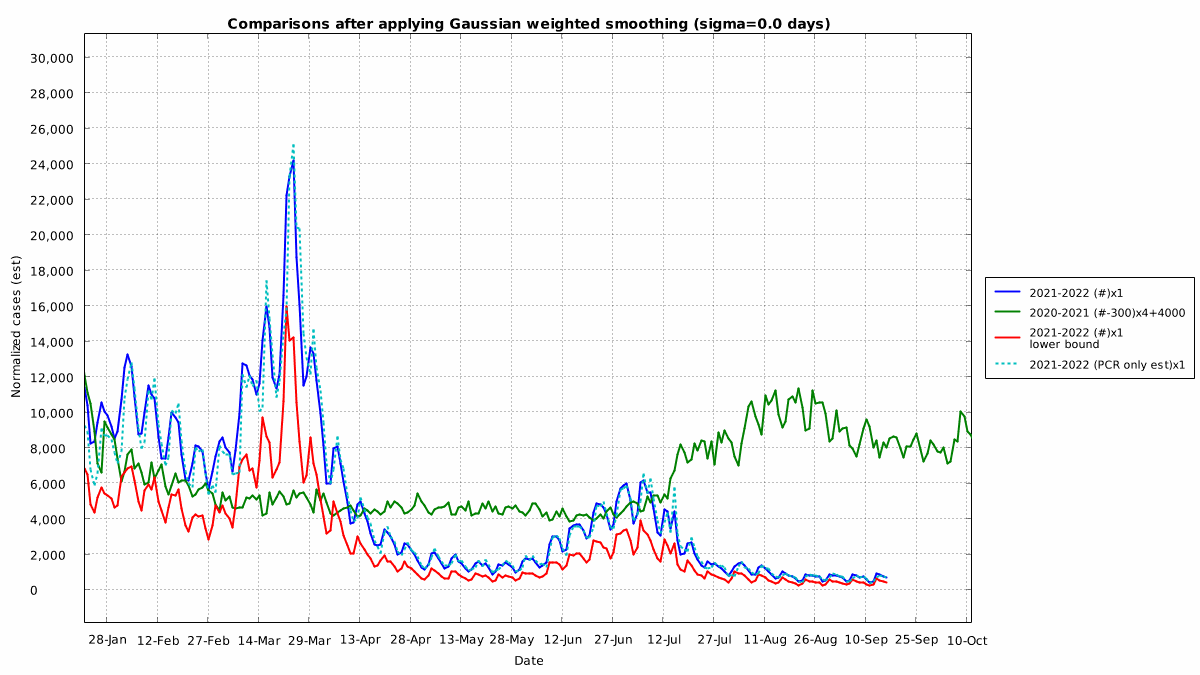 Comparisons after applying Gaussian weighted smoothing (sigma=0.0 days)
30,000
28,000
26,000
24,000
22,000
20,000
18,000
16,000
14,000
12,000
10,000
8,000
6,000
4,000
2,000
0
Normalized cases (est)
28-Jan
12-Feb
27-Feb
14-Mar
29-Mar
13-Apr
28-Apr
13-May
28-May
12-Jun
27-Jun
12-Jul
27-Jul
11-Aug
26-Aug
10-Sep
25-Sep
10-Oct
Date
2021-2022 (#)x1
2020-2021 (#-300)x4+4000
2021-2022 (#)x1
lower bound
2021-2022 (PCR only est)x1